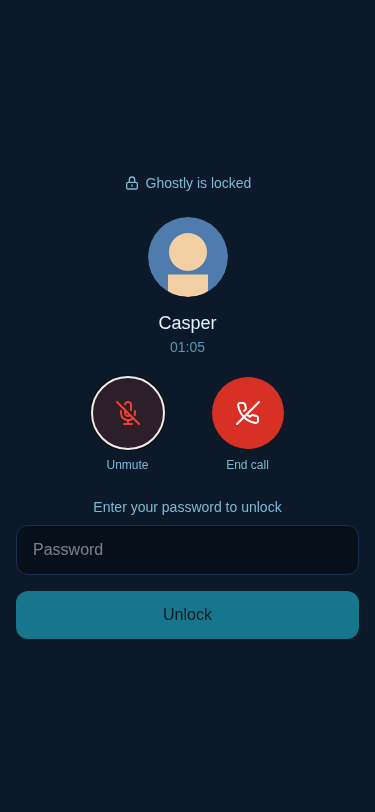 Ghostly is locked
Casper
01:05
Unmute
End call
Enter your password to unlock
Password
Unlock